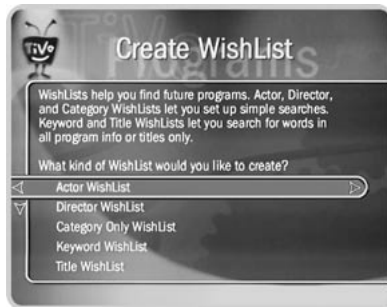 TiVo
Create WishList
WishLists help you find future programs. Actor, Director,
and Category WishLists let you set up simple searches.
Keyword and Title WishLists let you search for words in
all program info or titles only.
What kind of WishList would you like to create?
Actor WishList
Director WishList
Category Only WishList
Keyword WishList
Title WishList